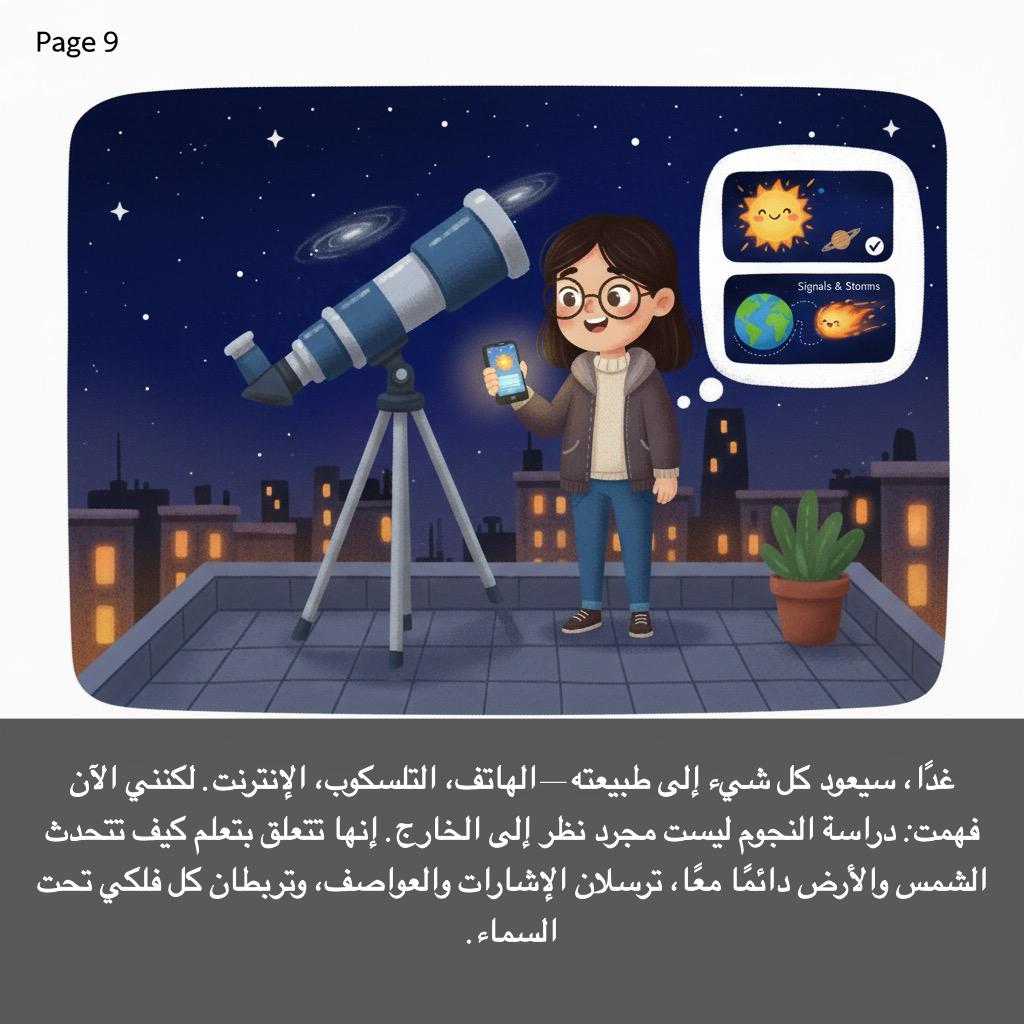 Page 9
Signals & Storms
غدًا، سيعود كل شيء إلى طبيعته—الهاتف، التلسكوب، الإنترنت. لكنني الآن
فهمت: دراسة النجوم ليست مجرد نظر إلى الخارج. إنها تتعلق بتعلم كيف تتحدث
الشمس والأرض دائمًا معًا، ترسلان الإشارات والعواصف، وتربطان كل فلكي تحت
السماء.